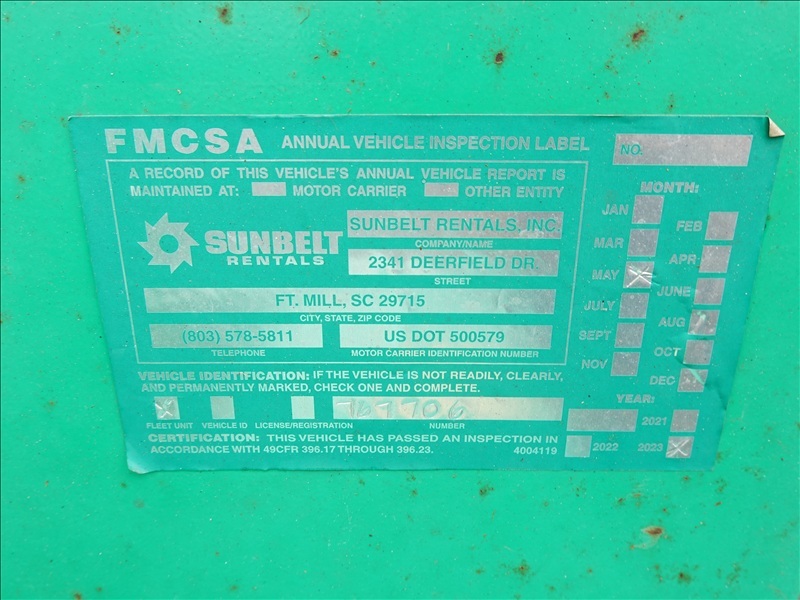 FMCSA ANNUAL VEHICLE INSPECTION LABEL
NO.
A RECORD OF THIS VEHICLE'S ANNUAL VEHICLE REPORT IS
MAINTAINED AT: MOTOR CARRIER OTHER ENTITY
SUNBELT
RENTALS
SUNBELT RENTALS, INC.
COMPANY/NAME
2341 DEERFIELD DR.
STREET
FT. MILL, SC 29715
CITY, STATE, ZIP CODE
(803) 578-5811 US DOT 500579
TELEPHONE MOTOR CARRIER IDENTIFICATION NUMBER
MONTH:
JAN FEB
MAR APR
MAY JUNE
JULY AUG
SEPT OCT
NOV DEC
VEHICLE IDENTIFICATION: IF THE VEHICLE IS NOT READILY, CLEARLY,
AND PERMANENTLY MARKED, CHECK ONE AND COMPLETE.
FLEET UNIT VEHICLE ID LICENSE/REGISTRATION NUMBER
YEAR:
2021
2022 2023
CERTIFICATION: THIS VEHICLE HAS PASSED AN INSPECTION IN
ACCORDANCE WITH 49CFR 396.17 THROUGH 396.23. 4004119